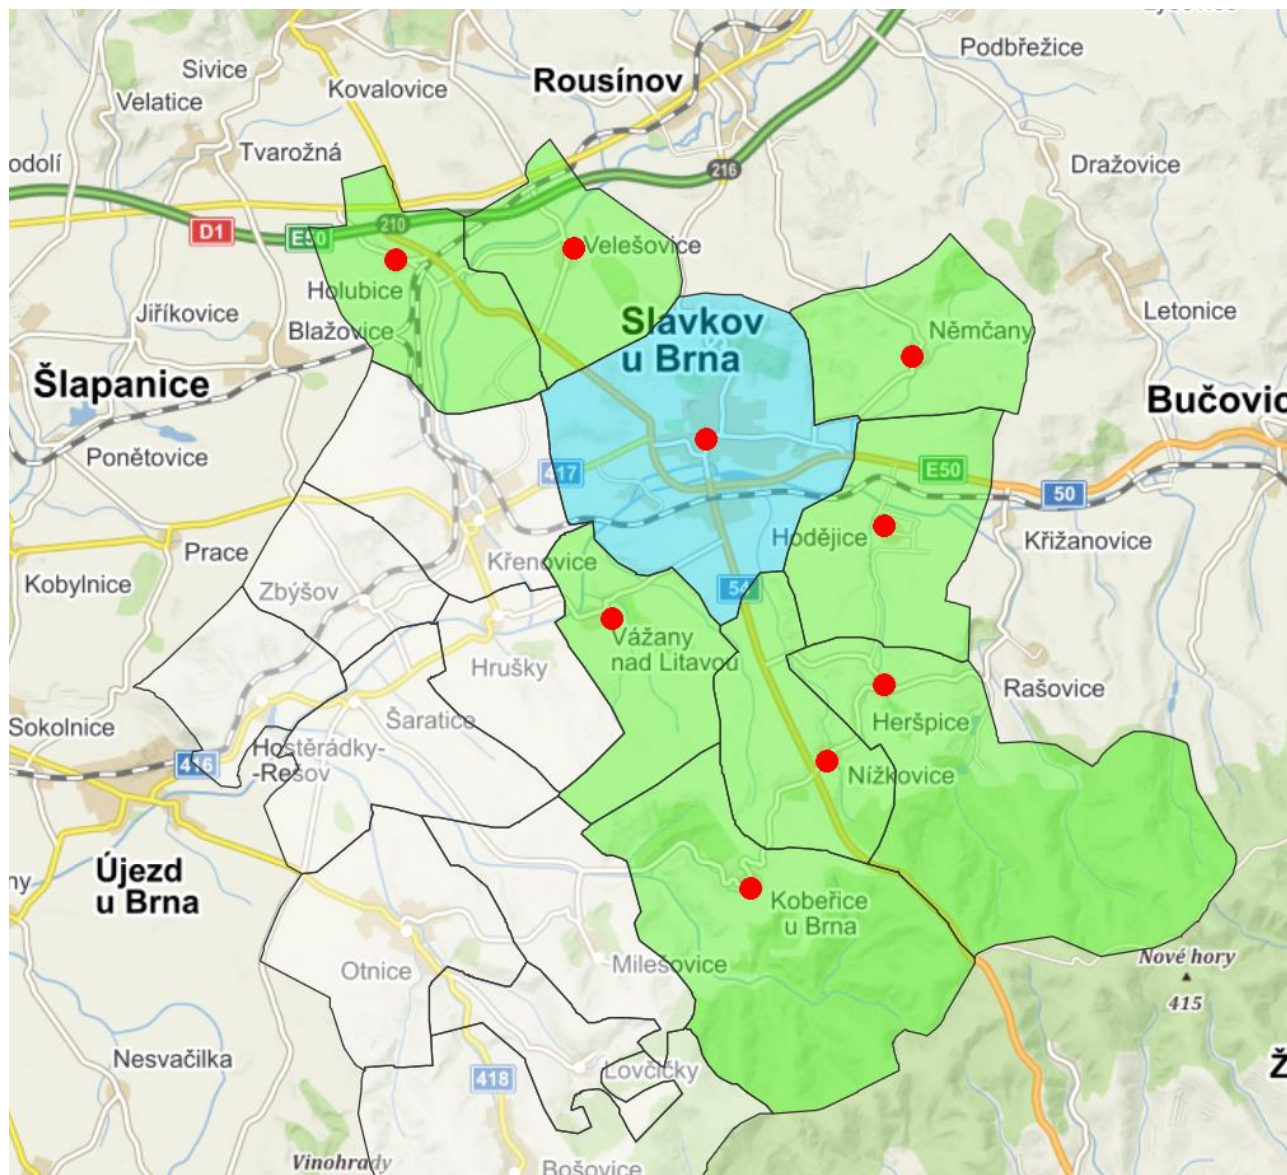 Podbřežice
Sivice
Rousínov
Kovalovice
Velatice
Tvarožná
odolí
216
Dražovice
D1
E50
210
Velešovice
Holubice
Jiříkovice
Blažovice
Slavkov
u Brna
Němčany
Letonice
Šlapanice
Bučovic
Ponětovice
417
E50
50
Prace
Křenovice
Hodějice
Křižanovice
Kobylnice
Zbýšov
54
Vážany
nad Litavou
Hrušky
Rašovice
Sokolnice
Šaratice
Heršpice
Hostěrádky-
-Rešov
416
Nížkovice
Újezd
u Brna
ny
Kobeřice
u Brna
Otnice
Milešovice
Nové hory
415
Nesvačilka
418
Lovčičky
Ž
Vinohrady
Bošovice